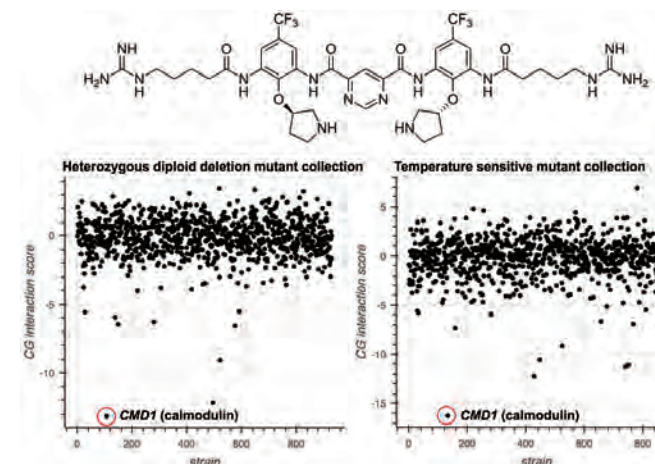 CF₃ CF₃
NH O O O O NH
H₂N N H N H N H N H N H N H NH₂
O N N O
NH HN
Heterozygous diploid deletion mutant collection
CG interaction score
0
-5
-10
CMD1 (calmodulin)
0 200 400 600 800
strain
Temperature sensitive mutant collection
CG interaction score
5
0
-5
-10
-15
CMD1 (calmodulin)
0 200 400 600 800
strain